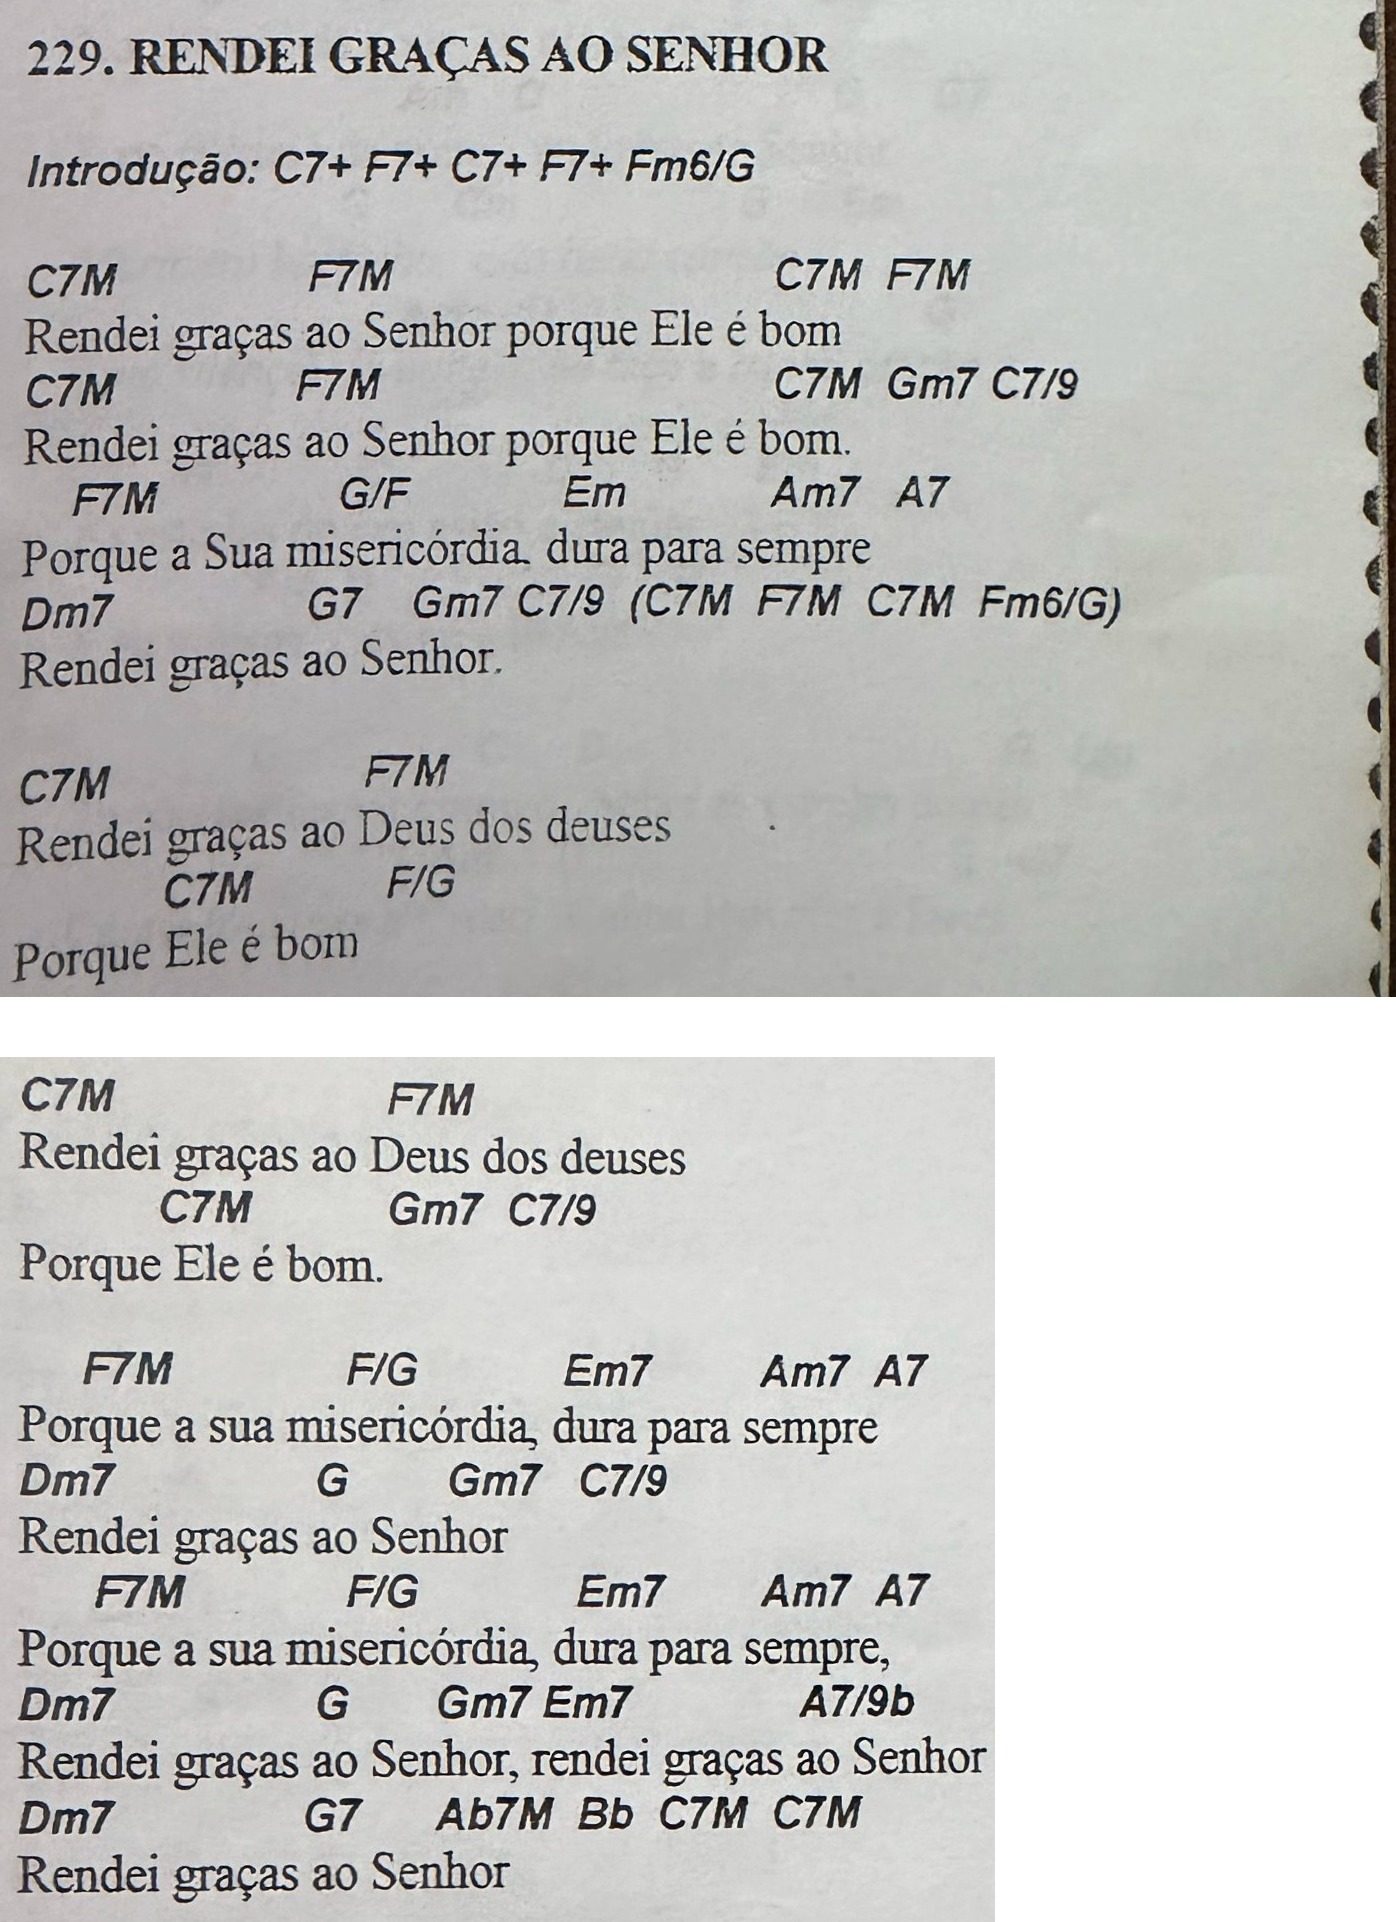 229. RENDEI GRAÇAS AO SENHOR
Introdução: C7+ F7+ C7+ F7+ Fm6/G
C7M F7M C7M F7M
Rendei graças ao Senhor porque Ele é bom
C7M F7M C7M Gm7 C7/9
Rendei graças ao Senhor porque Ele é bom.
F7M G/F Em Am7 A7
Porque a Sua misericórdia, dura para sempre
Dm7 G7 Gm7 C7/9 (C7M F7M C7M Fm6/G)
Rendei graças ao Senhor.
C7M F7M
Rendei graças ao Deus dos deuses
C7M F/G
Porque Ele é bom
C7M F7M
Rendei graças ao Deus dos deuses
C7M Gm7 C7/9
Porque Ele é bom.
F7M F/G Em7 Am7 A7
Porque a sua misericórdia, dura para sempre
Dm7 G Gm7 C7/9
Rendei graças ao Senhor
F7M F/G Em7 Am7 A7
Porque a sua misericórdia, dura para sempre,
Dm7 G Gm7 Em7 A7/9b
Rendei graças ao Senhor, rendei graças ao Senhor
Dm7 G7 Ab7M Bb C7M C7M
Rendei graças ao Senhor